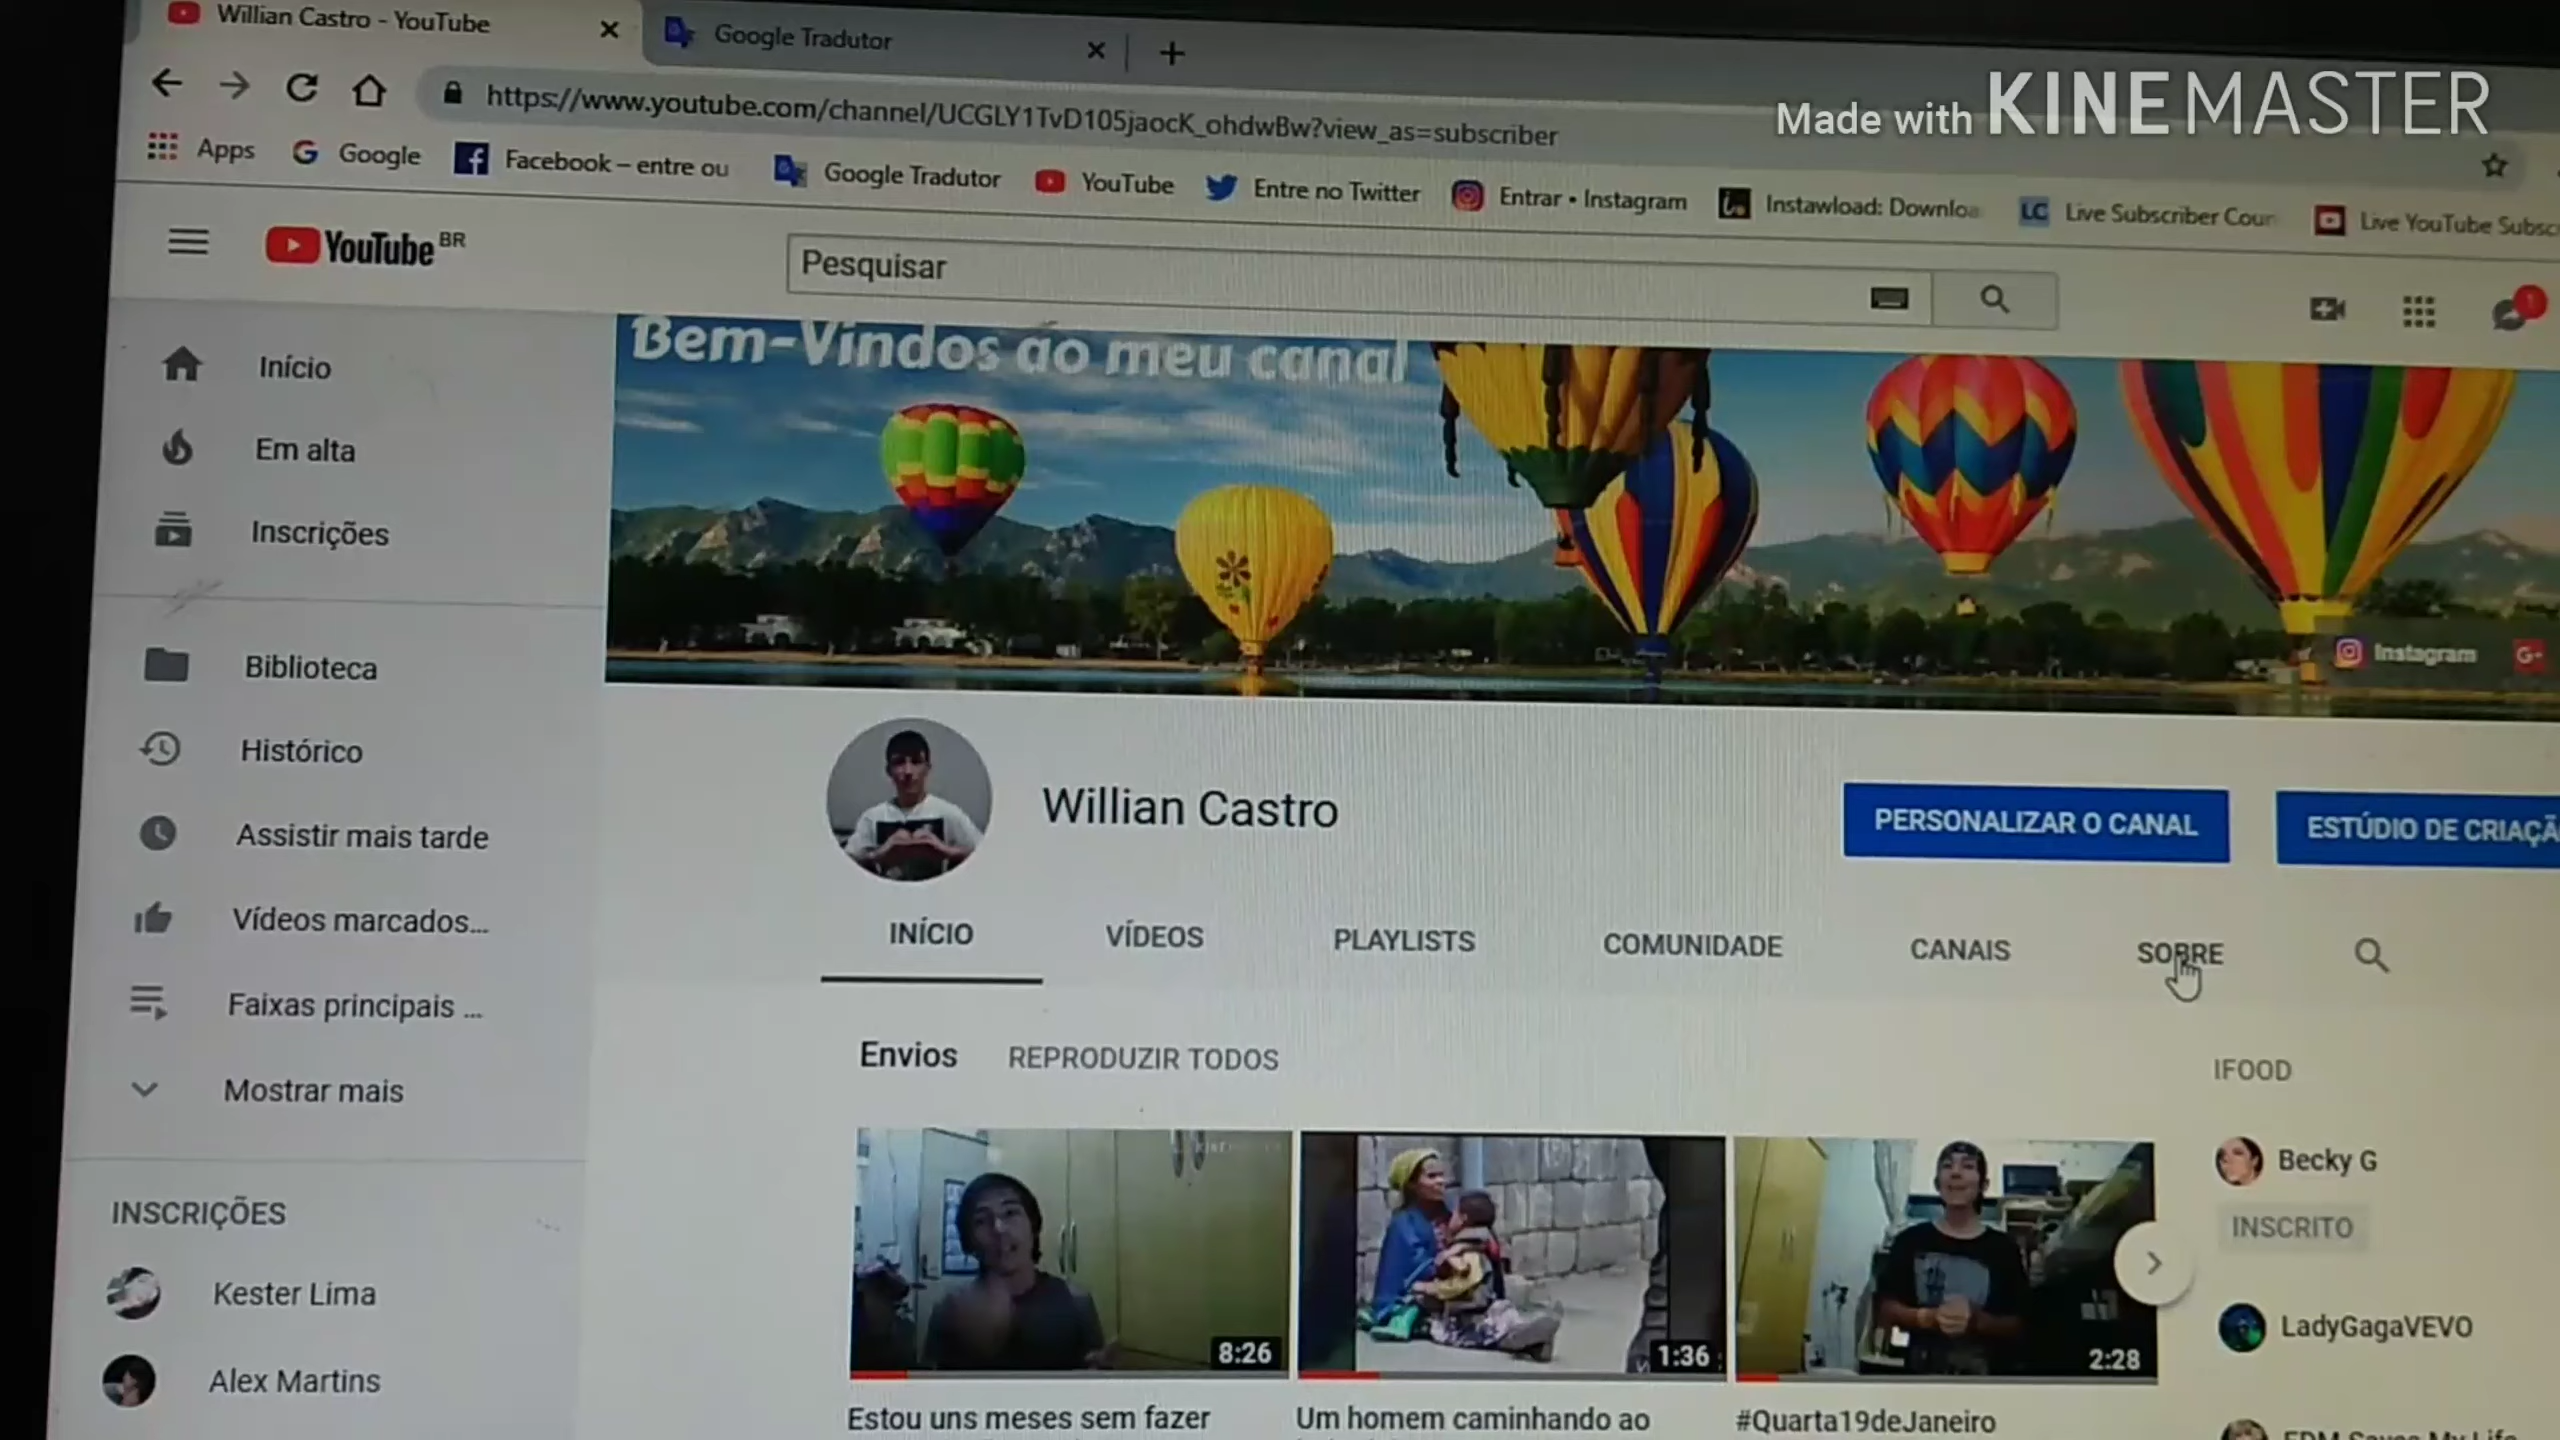 Willian Castro - YouTube
Google Tradutor
Made with KINEMASTER
https://www.youtube.com/channel/UCGLY1TvD105jaocK_ohdwBw?view_as=subscriber
Apps
Google
Facebook – entre ou
Google Tradutor
YouTube
Entre no Twitter
Entrar • Instagram
Instawload: Downloa
LC Live Subscriber Coun
Live YouTube Subsc
YouTube BR
Pesquisar
1
Bem-Vindos ao meu canal
Instagram
G+
Início
Em alta
Inscrições
Biblioteca
Histórico
Assistir mais tarde
Vídeos marcados...
Faixas principais ...
Mostrar mais
INSCRIÇÕES
Kester Lima
Alex Martins
Willian Castro
PERSONALIZAR O CANAL
ESTÚDIO DE CRIAÇÃ
INÍCIO
VÍDEOS
PLAYLISTS
COMUNIDADE
CANAIS
SOBRE
Envios
REPRODUZIR TODOS
8:26
1:36
2:28
Estou uns meses sem fazer
Um homem caminhando ao
#Quarta19deJaneiro
IFOOD
Becky G
INSCRITO
LadyGagaVEVO